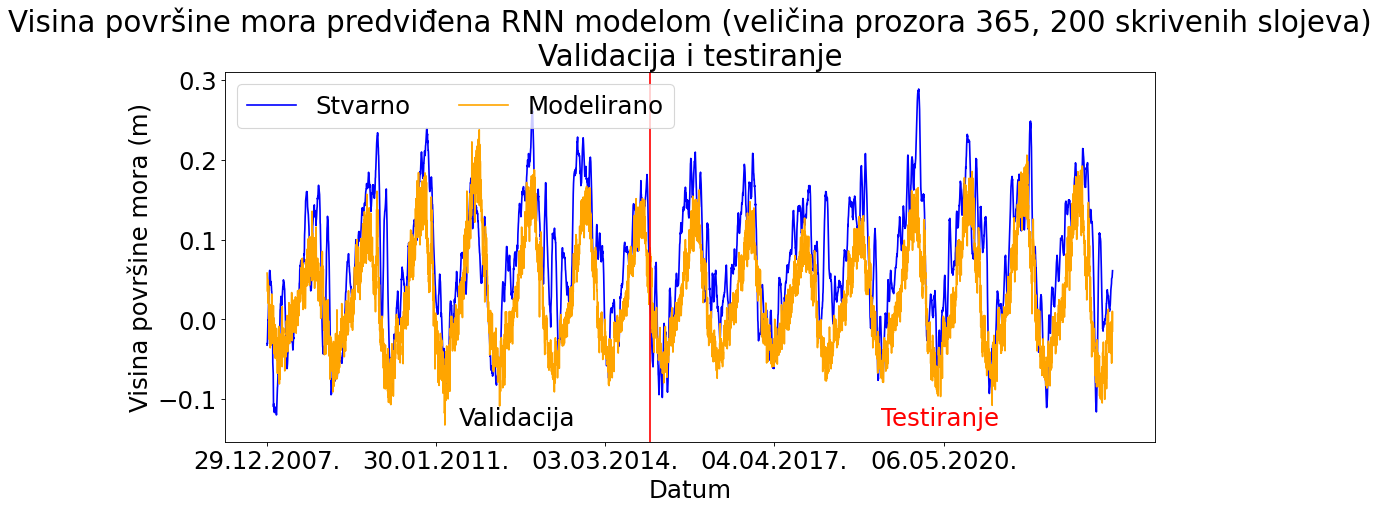 Visina površine mora predviđena RNN modelom (veličina prozora 365, 200 skrivenih slojeva)
Validacija i testiranje
Stvarno Modelirano
Visina površine mora (m)
0.3
0.2
0.1
0.0
−0.1
Validacija Testiranje
29.12.2007. 30.01.2011. 03.03.2014. 04.04.2017. 06.05.2020.
Datum